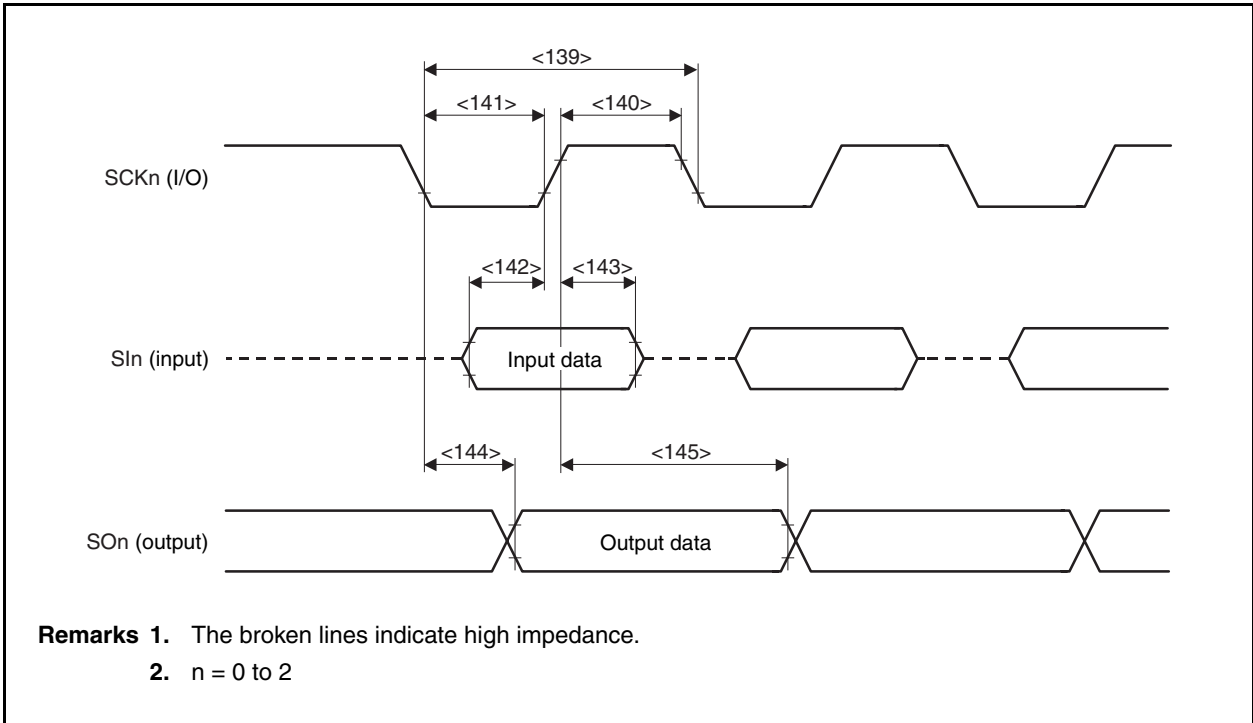 <139>
<141> <140>
SCKn (I/O)
<142> <143>
SIn (input)
Input data
<144> <145>
SOn (output)
Output data
Remarks 1. The broken lines indicate high impedance.
2. n = 0 to 2